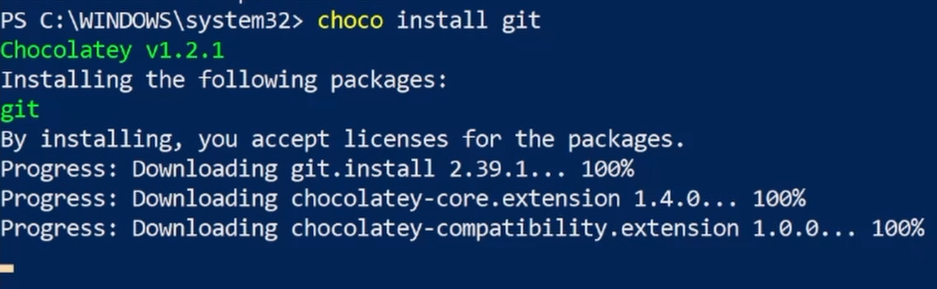 PS C:\WINDOWS\system32> choco install git
Chocolatey v1.2.1
Installing the following packages:
git
By installing, you accept licenses for the packages.
Progress: Downloading git.install 2.39.1... 100%
Progress: Downloading chocolatey-core.extension 1.4.0... 100%
Progress: Downloading chocolatey-compatibility.extension 1.0.0... 100%